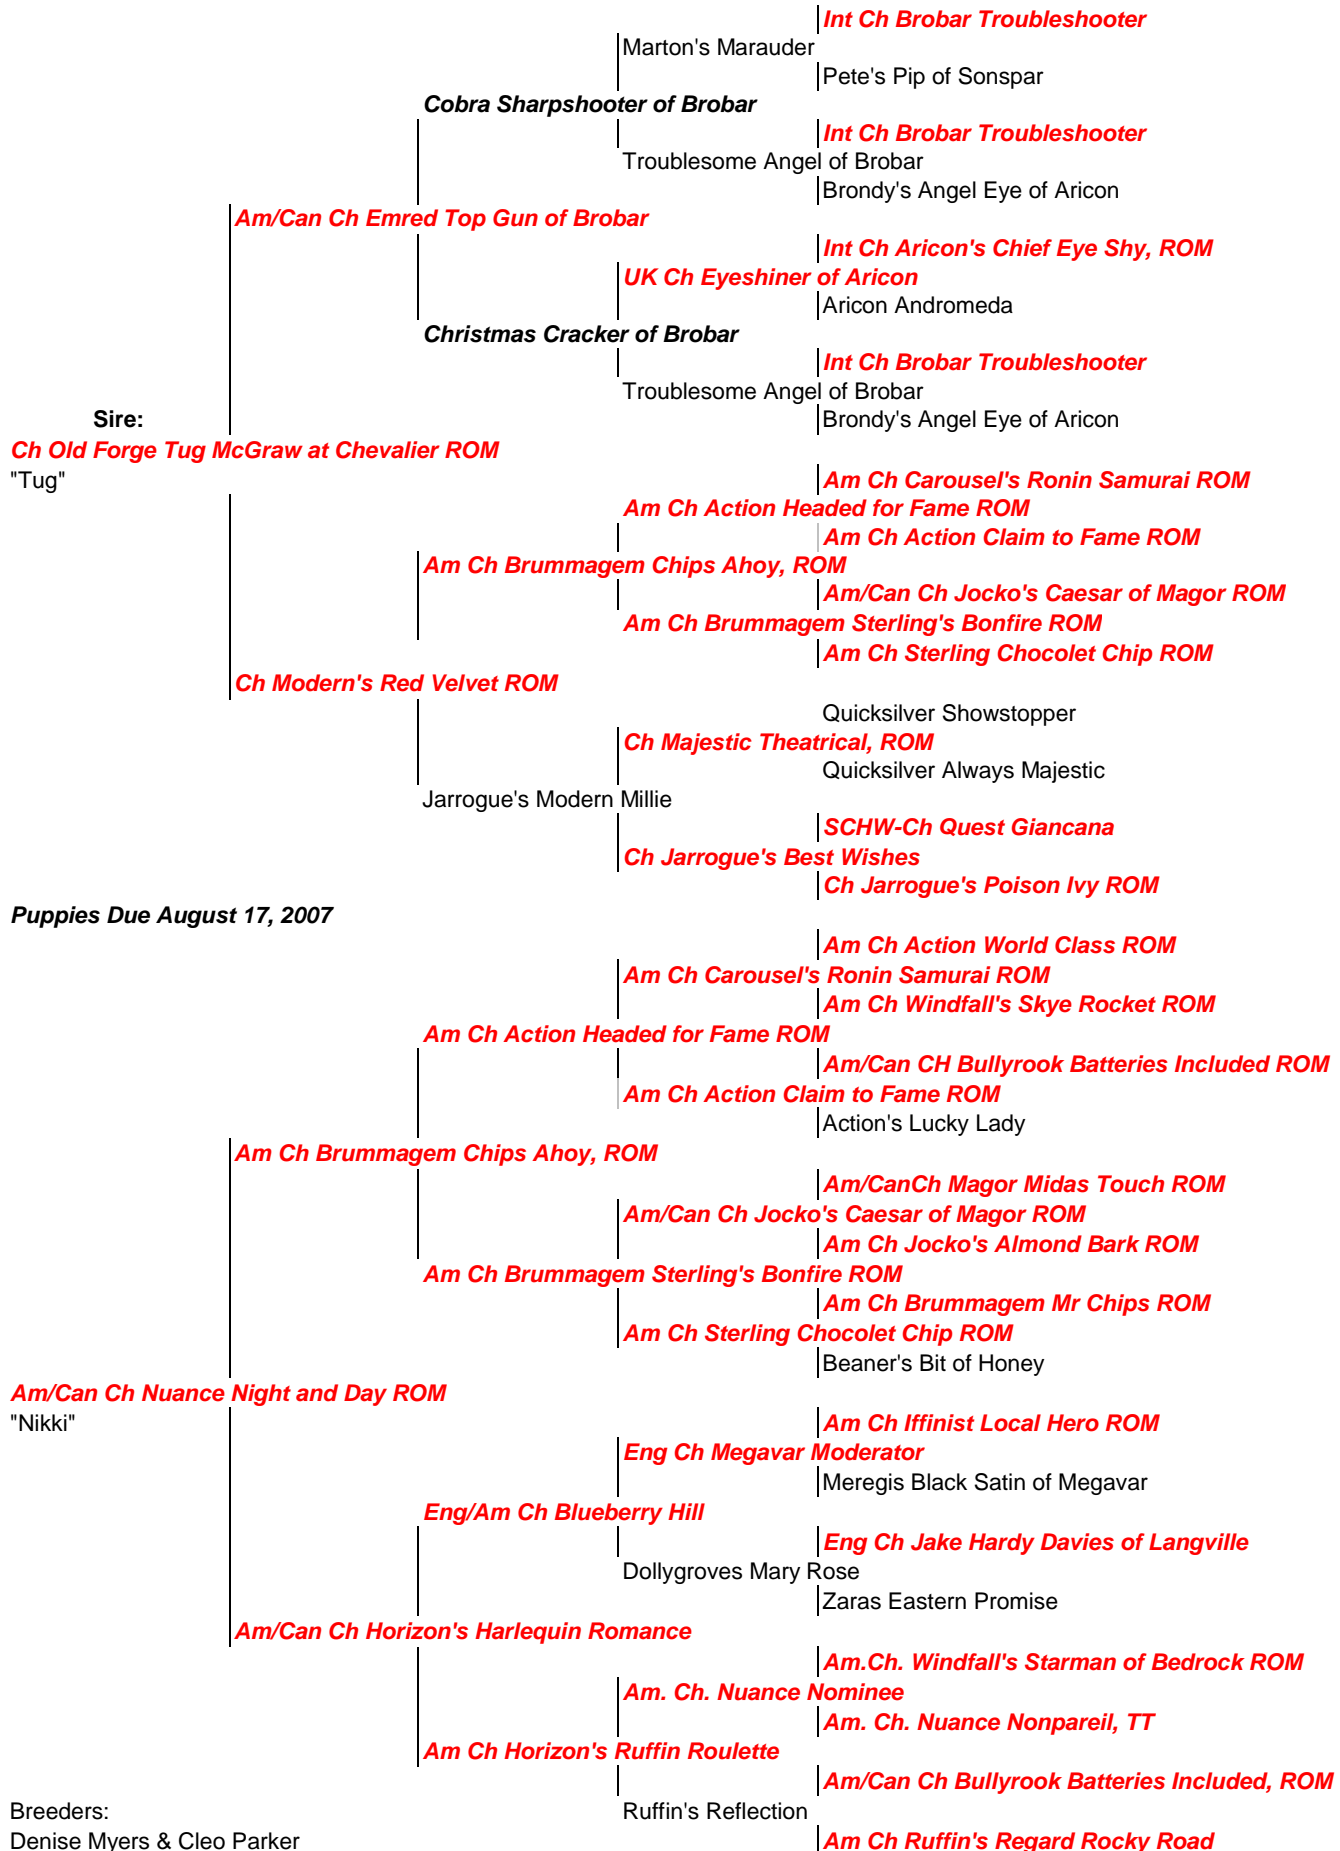 Int Ch Brobar Troubleshooter
Marton's Marauder
Pete's Pip of Sonspar
Cobra Sharpshooter of Brobar
Int Ch Brobar Troubleshooter
Troublesome Angel of Brobar
Brondy's Angel Eye of Aricon
Am/Can Ch Emred Top Gun of Brobar
Int Ch Aricon's Chief Eye Shy, ROM
UK Ch Eyeshiner of Aricon
Aricon Andromeda
Christmas Cracker of Brobar
Int Ch Brobar Troubleshooter
Troublesome Angel of Brobar
Sire:
Brondy's Angel Eye of Aricon
Ch Old Forge Tug McGraw at Chevalier ROM
"Tug"
Am Ch Carousel's Ronin Samurai ROM
Am Ch Action Headed for Fame ROM
Am Ch Action Claim to Fame ROM
Am Ch Brummagem Chips Ahoy, ROM
Am/Can Ch Jocko's Caesar of Magor ROM
Am Ch Brummagem Sterling's Bonfire ROM
Am Ch Sterling Chocolet Chip ROM
Ch Modern's Red Velvet ROM
Quicksilver Showstopper
Ch Majestic Theatrical, ROM
Quicksilver Always Majestic
Jarrogue's Modern Millie
SCHW-Ch Quest Giancana
Ch Jarrogue's Best Wishes
Ch Jarrogue's Poison Ivy ROM
Puppies Due August 17, 2007
Am Ch Action World Class ROM
Am Ch Carousel's Ronin Samurai ROM
Am Ch Windfall's Skye Rocket ROM
Am Ch Action Headed for Fame ROM
Am/Can CH Bullyrook Batteries Included ROM
Am Ch Action Claim to Fame ROM
Action's Lucky Lady
Am Ch Brummagem Chips Ahoy, ROM
Am/CanCh Magor Midas Touch ROM
Am/Can Ch Jocko's Caesar of Magor ROM
Am Ch Jocko's Almond Bark ROM
Am Ch Brummagem Sterling's Bonfire ROM
Am Ch Brummagem Mr Chips ROM
Am Ch Sterling Chocolet Chip ROM
Beaner's Bit of Honey
Am/Can Ch Nuance Night and Day ROM
"Nikki"
Am Ch Iffinist Local Hero ROM
Eng Ch Megavar Moderator
Meregis Black Satin of Megavar
Eng/Am Ch Blueberry Hill
Eng Ch Jake Hardy Davies of Langville
Dollygroves Mary Rose
Zaras Eastern Promise
Am/Can Ch Horizon's Harlequin Romance
Am.Ch. Windfall's Starman of Bedrock ROM
Am. Ch. Nuance Nominee
Am. Ch. Nuance Nonpareil, TT
Am Ch Horizon's Ruffin Roulette
Am/Can Ch Bullyrook Batteries Included, ROM
Breeders:
Ruffin's Reflection
Denise Myers & Cleo Parker
Am Ch Ruffin's Regard Rocky Road